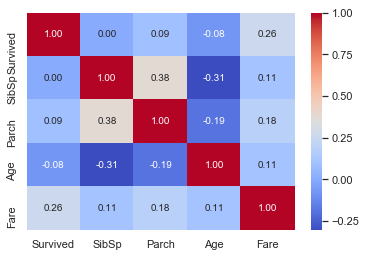 Survived
SibSp
Parch
Age
Fare
1.00 0.00 0.09 -0.08 0.26
0.00 1.00 0.38 -0.31 0.11
0.09 0.38 1.00 -0.19 0.18
-0.08 -0.31 -0.19 1.00 0.11
0.26 0.11 0.18 0.11 1.00
Survived SibSp Parch Age Fare
1.00
0.75
0.50
0.25
0.00
−0.25